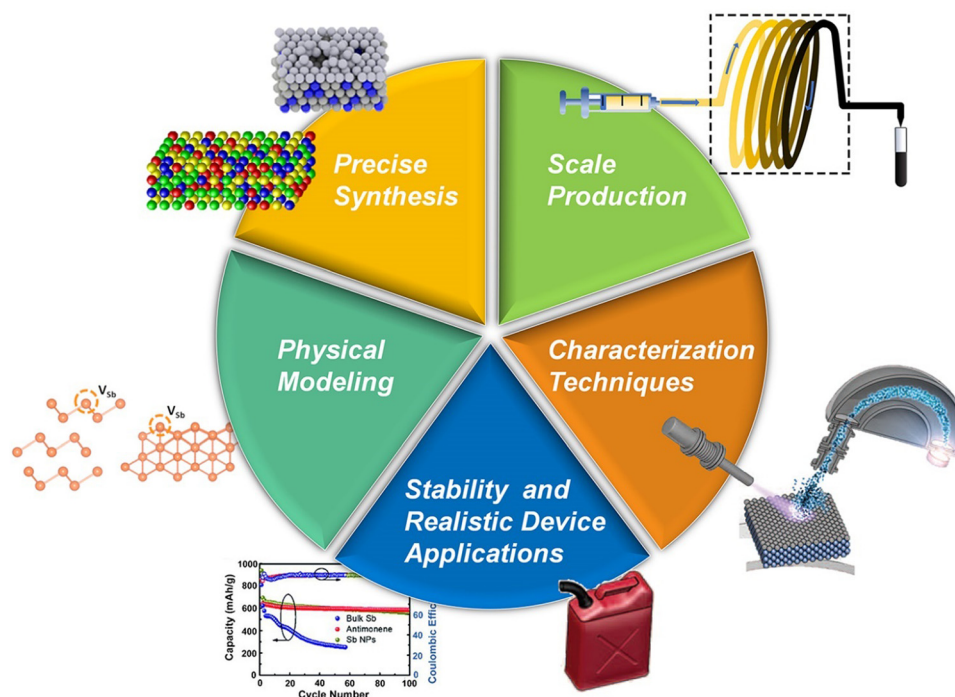 Precise
Synthesis
Scale
Production
Physical
Modeling
Characterization
Techniques
Stability and
Realistic Device
Applications
V_Sb
V_Sb
1000
800
600
400
200
0
Capacity (mAh/g)
Bulk Sb
Antimonene
Sb NPs
60
40
20
0
0 20 40 60 80 100
Cycle Number
Coulombic Effic